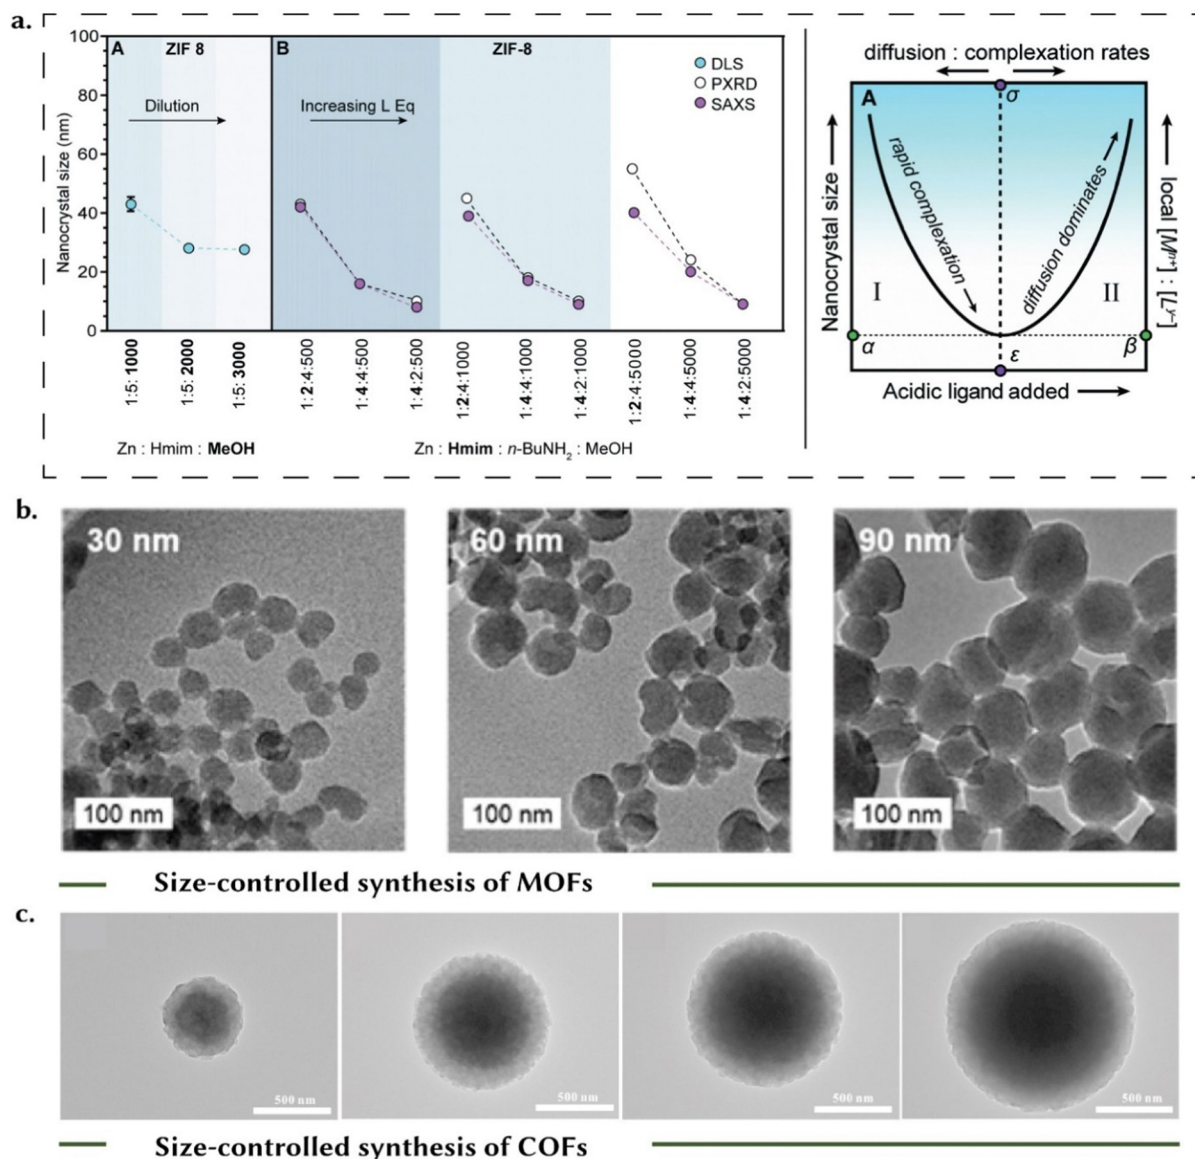 a.
A ZIF 8
B ZIF-8
Dilution
Increasing L Eq
DLS
PXRD
SAXS
Nanocrystal size (nm)
100
80
60
40
20
0
1:5:1000
1:5:2000
1:5:3000
1:2:4:500
1:4:4:500
1:4:2:500
1:2:4:1000
1:4:4:1000
1:4:2:1000
1:2:4:5000
1:4:4:5000
1:4:2:5000
Zn : Hmim : MeOH
Zn : Hmim : n-BuNH₂ : MeOH
diffusion : complexation rates
A
σ
rapid complexation
diffusion dominates
I
II
α
ε
β
Nanocrystal size
local [Mⁿ⁺] : [Lʸ⁻]
Acidic ligand added
b.
30 nm
60 nm
90 nm
100 nm
100 nm
100 nm
Size-controlled synthesis of MOFs
c.
500 nm
500 nm
500 nm
500 nm
Size-controlled synthesis of COFs